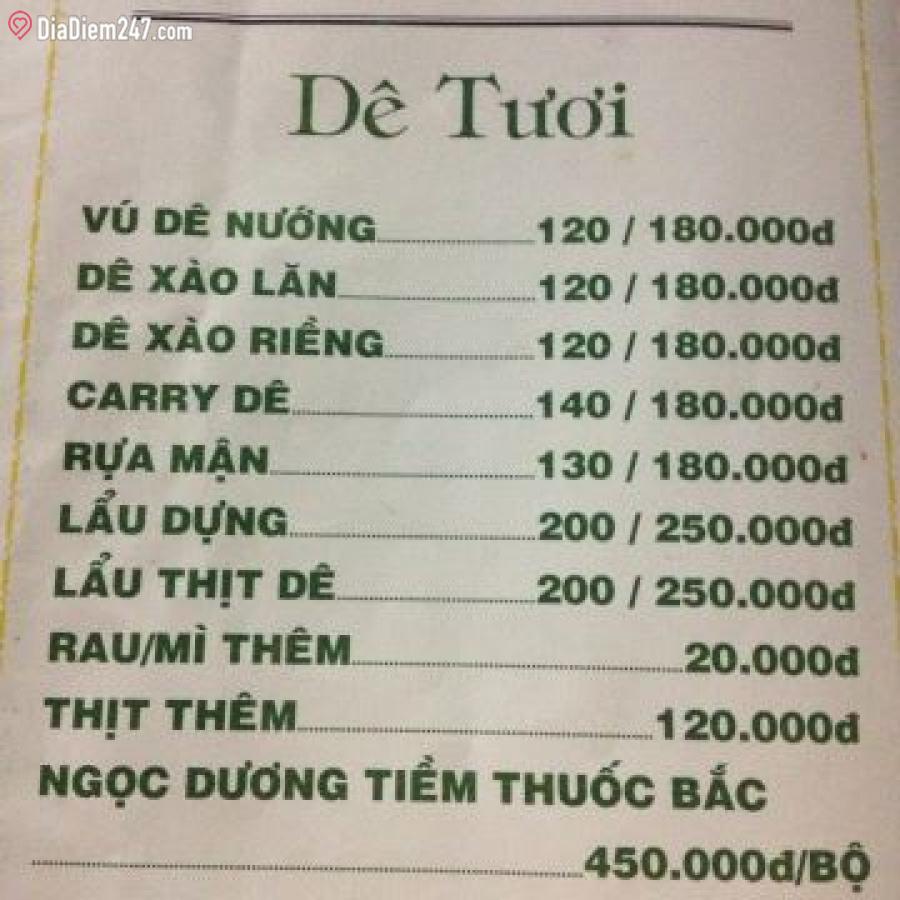 DiaDiem247.com
Dê Tươi
VÚ DÊ NƯỚNG 120 / 180.000đ
DÊ XÀO LĂN 120 / 180.000đ
DÊ XÀO RIỀNG 120 / 180.000đ
CARRY DÊ 140 / 180.000đ
RỰA MẬN 130 / 180.000đ
LẨU DỰNG 200 / 250.000đ
LẨU THỊT DÊ 200 / 250.000đ
RAU/MÌ THÊM 20.000đ
THỊT THÊM 120.000đ
NGỌC DƯƠNG TIỀM THUỐC BẮC
450.000đ/BỘ